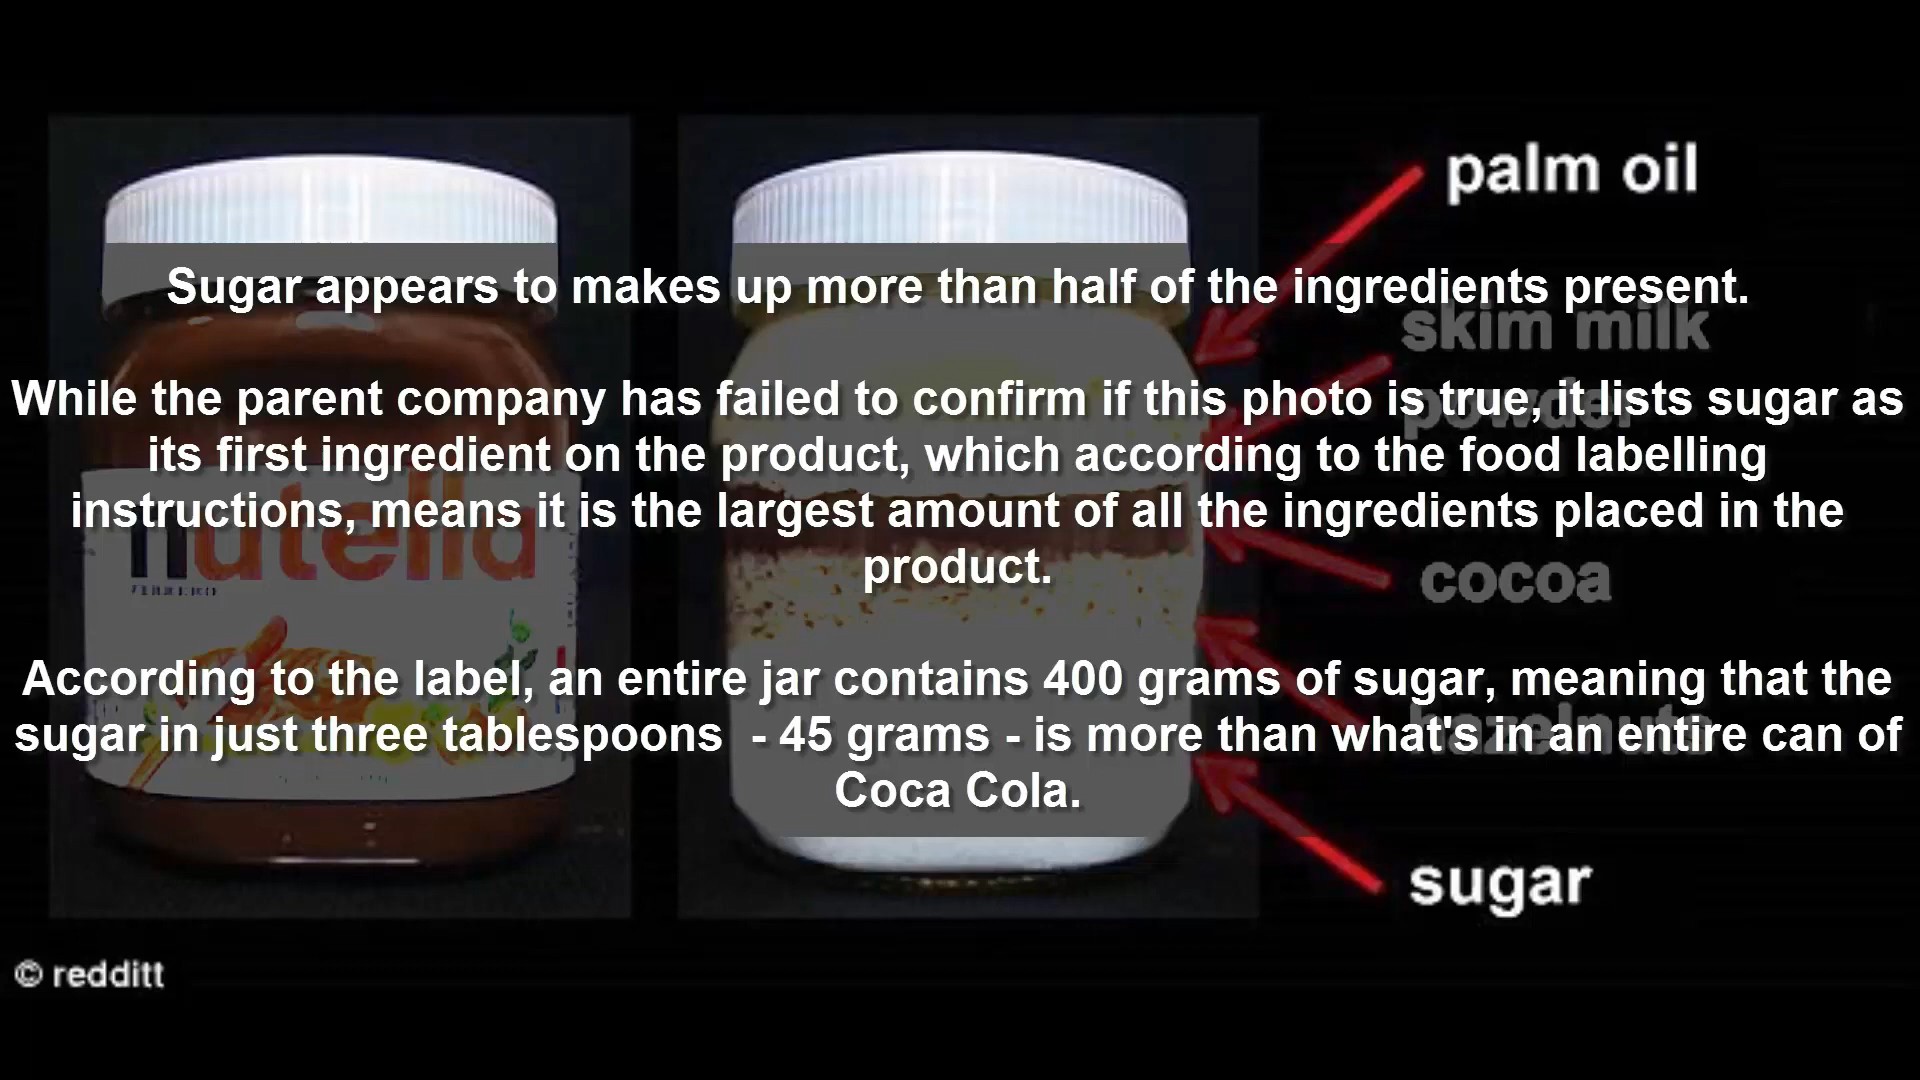 palm oil
Sugar appears to makes up more than half of the ingredients present.
skim milk
powder
While the parent company has failed to confirm if this photo is true, it lists sugar as
its first ingredient on the product, which according to the food labelling
instructions, means it is the largest amount of all the ingredients placed in the
product.
nutella
FERRERO
cocoa
According to the label, an entire jar contains 400 grams of sugar, meaning that the
sugar in just three tablespoons  - 45 grams - is more than what's in an entire can of
Coca Cola.
hazelnuts
sugar
© redditt